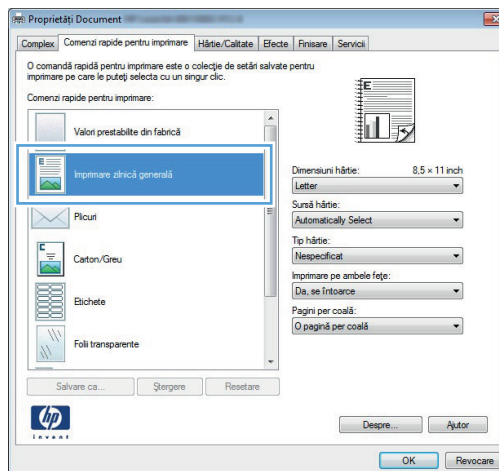 Proprietăți Document
Complex
Comenzi rapide pentru imprimare
Hârtie/Calitate
Efecte
Finisare
Servicii
O comandă rapidă pentru imprimare este o colecție de setări salvate pentru
imprimare pe care le puteți selecta cu un singur clic.
Comenzi rapide pentru imprimare:
Valori prestabilite din fabrică
Imprimare zilnică generală
Plicuri
Carton/Greu
Etichete
Folii transparente
Salvare ca...
Ștergere
Resetare
Dimensiuni hârtie:
8,5 × 11 inch
Letter
Sursă hârtie:
Automatically Select
Tip hârtie:
Nespecificat
Imprimare pe ambele fețe:
Da, se întoarce
Pagini per coală:
O pagină per coală
hp
invent
Despre...
Ajutor
OK
Revocare